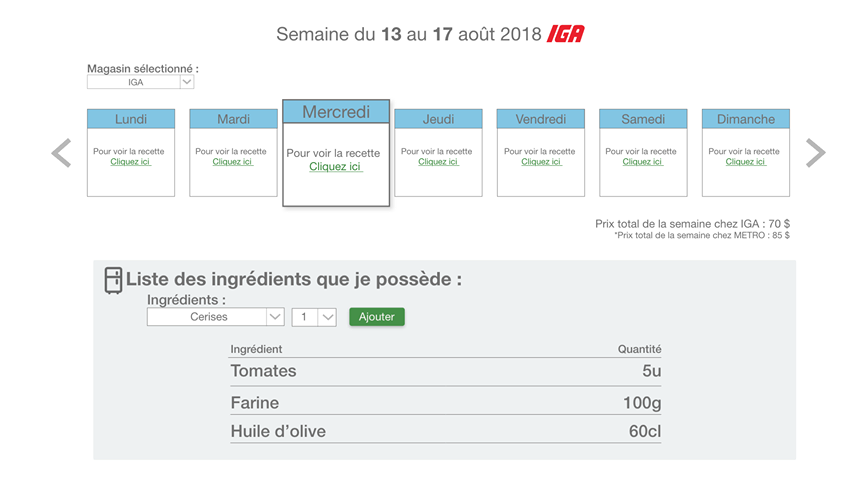 Semaine du 13 au 17 août 2018 IGA
Magasin sélectionné :
IGA
Lundi Mardi Mercredi Jeudi Vendredi Samedi Dimanche
Pour voir la recette Pour voir la recette Pour voir la recette Pour voir la recette Pour voir la recette Pour voir la recette Pour voir la recette
Cliquez ici Cliquez ici Cliquez ici Cliquez ici Cliquez ici Cliquez ici Cliquez ici
Prix total de la semaine chez IGA : 70 $
*Prix total de la semaine chez METRO : 85 $
Liste des ingrédients que je possède :
Ingrédients :
Cerises 1 Ajouter
Ingrédient Quantité
Tomates 5u
Farine 100g
Huile d’olive 60cl